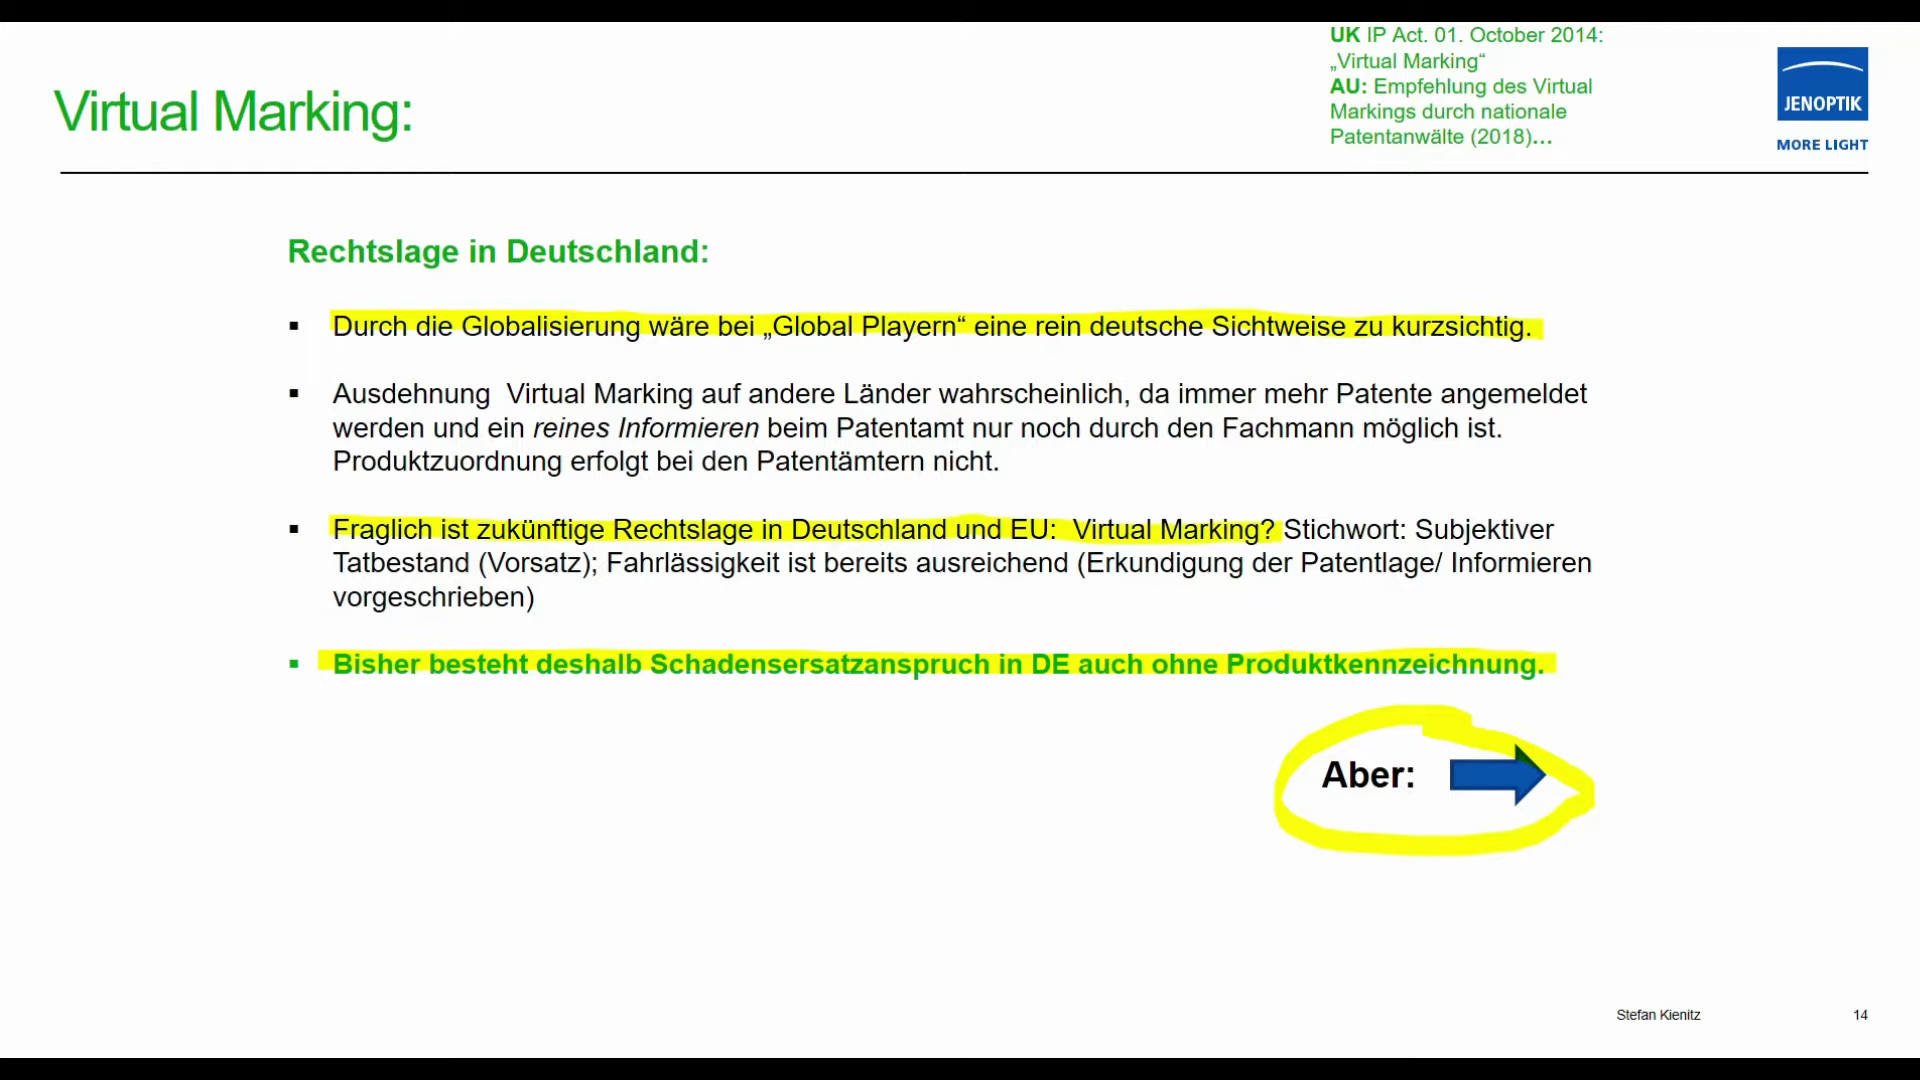 UK IP Act. 01. October 2014:
„Virtual Marking“
AU: Empfehlung des Virtual
Markings durch nationale
Patentanwälte (2018)…
JENOPTIK
MORE LIGHT
Virtual Marking:
Rechtslage in Deutschland:
▪ Durch die Globalisierung wäre bei „Global Playern“ eine rein deutsche Sichtweise zu kurzsichtig.
▪ Ausdehnung  Virtual Marking auf andere Länder wahrscheinlich, da immer mehr Patente angemeldet
werden und ein reines Informieren beim Patentamt nur noch durch den Fachmann möglich ist.
Produktzuordnung erfolgt bei den Patentämtern nicht.
▪ Fraglich ist zukünftige Rechtslage in Deutschland und EU:  Virtual Marking? Stichwort: Subjektiver
Tatbestand (Vorsatz); Fahrlässigkeit ist bereits ausreichend (Erkundigung der Patentlage/ Informieren
vorgeschrieben)
▪ Bisher besteht deshalb Schadensersatzanspruch in DE auch ohne Produktkennzeichnung.
Aber:
Stefan Kienitz
14